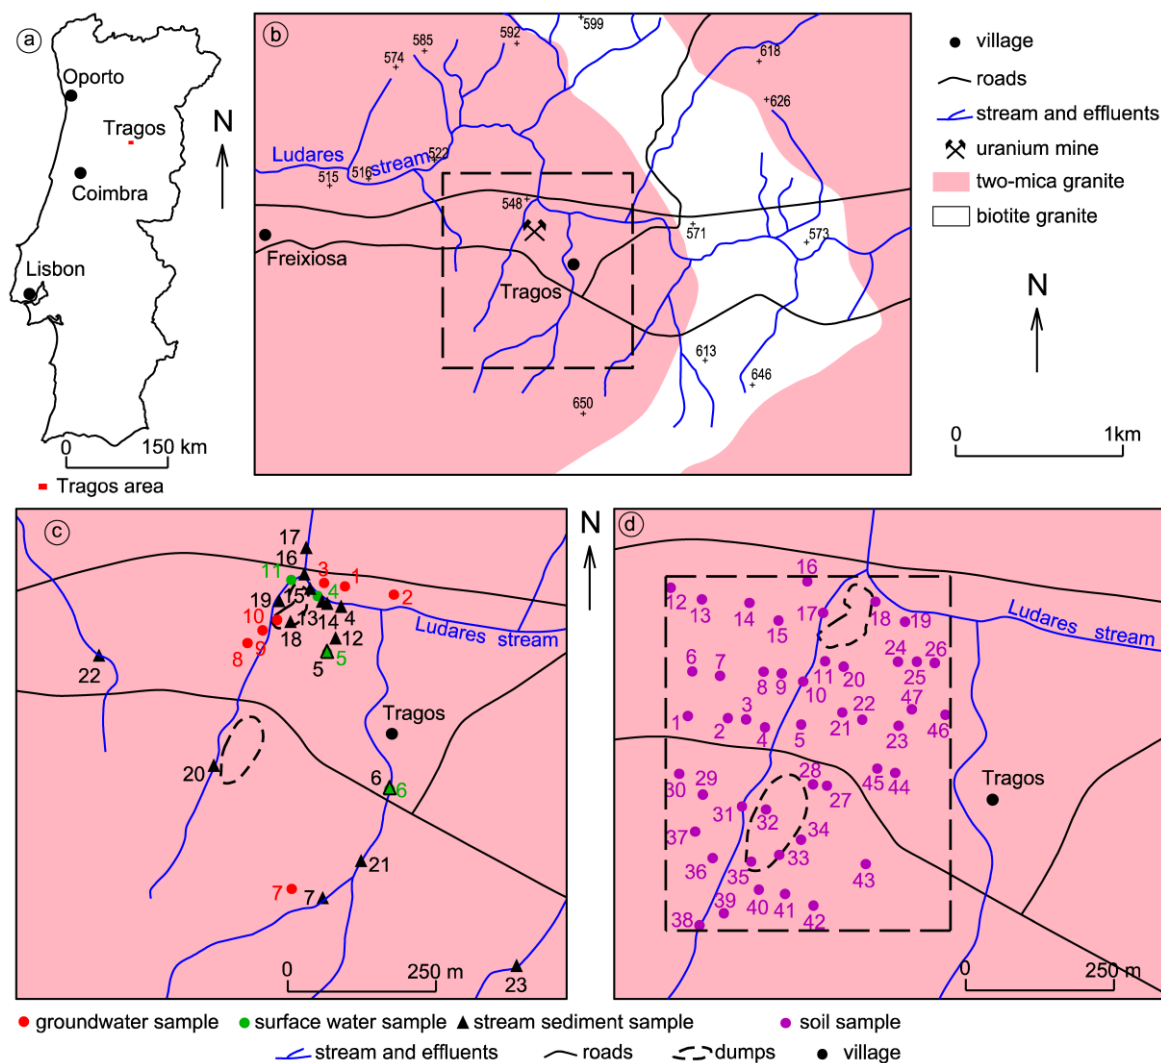 a
Oporto
Tragos
N
Coimbra
Lisbon
0 150 km
Tragos area
b
599
592
585
574
618
626
Ludares stream
522
515
516
548
571
573
Freixiosa
Tragos
613
646
650
village
roads
stream and effluents
uranium mine
two-mica granite
biotite granite
N
0 1km
c
N
17
16
11
3
1
2
15
4
19
10
13
14
4
18
12
Ludares stream
9
8
5
5
22
Tragos
20
6
6
21
7
7
23
0 250 m
d
16
12
13
14
15
17
18
19
Ludares stream
6
7
11
24
26
8
9
10
20
25
47
3
22
1
2
4
5
21
23
46
29
28
45
44
Tragos
30
27
31
32
34
37
33
36
35
43
39
40
41
42
38
0 250 m
groundwater sample
surface water sample
stream sediment sample
soil sample
stream and effluents
roads
dumps
village